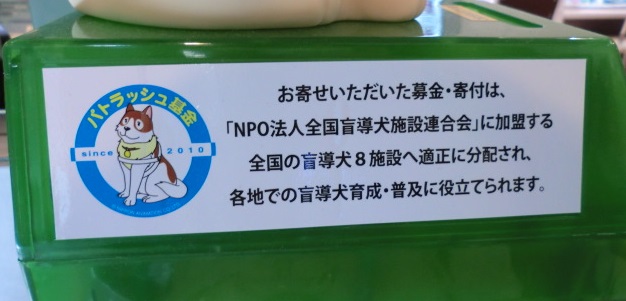 パトラッシュ基金
since 2010
お寄せいただいた募金・寄付は、
「NPO法人全国盲導犬施設連合会」に加盟する
全国の盲導犬８施設へ適正に分配され、
各地での盲導犬育成・普及に役立てられます。